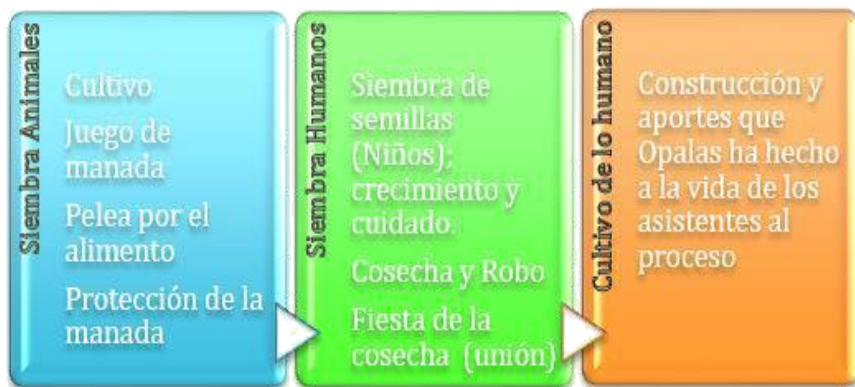 Siembra Animales
Cultivo
Juego de
manada
Pelea por el
alimento
Protección de la
manada
Siembra Humanos
Siembra de
semillas
(Niños);
crecimiento y
cuidado.
Cosecha y Robo
Fiesta de la
cosecha (unión)
Cultivo de lo humano
Construcción y
aportes que
Opalas ha hecho
a la vida de los
asistentes al
proceso